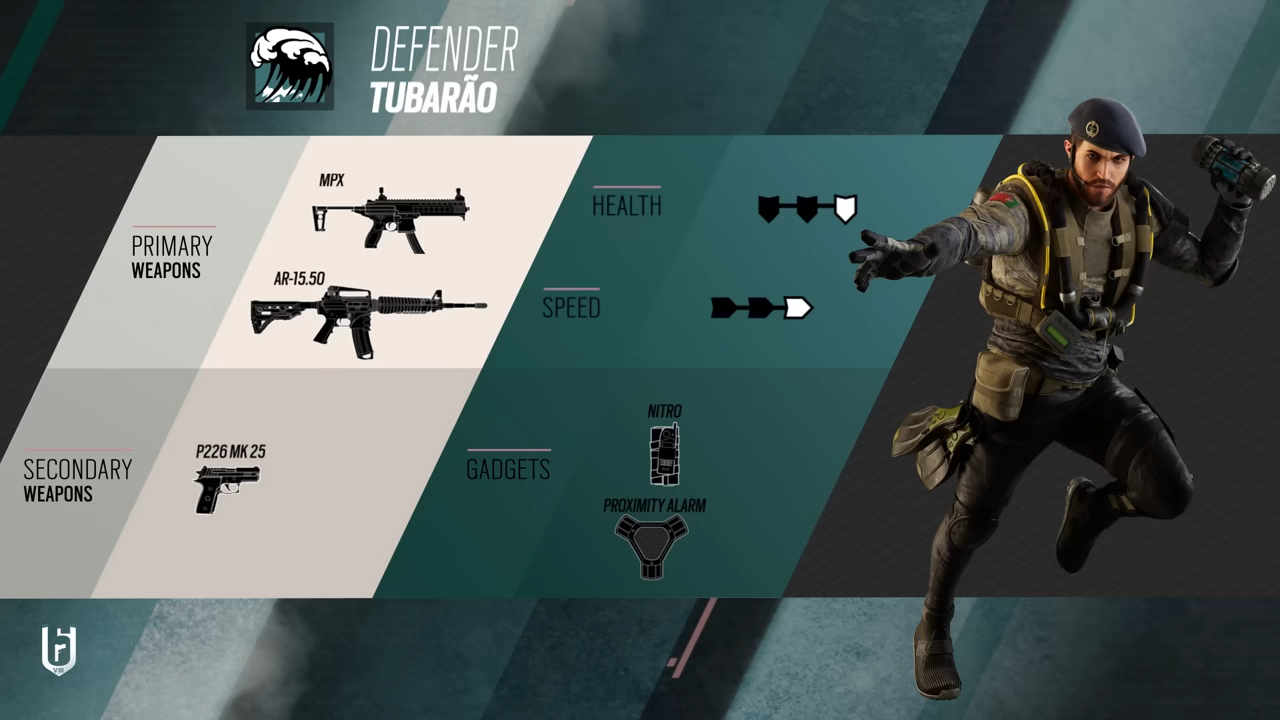 DEFENDER
TUBARÃO
PRIMARY
WEAPONS
MPX
AR-15.50
HEALTH
SPEED
SECONDARY
WEAPONS
P226 MK 25
GADGETS
NITRO
PROXIMITY ALARM